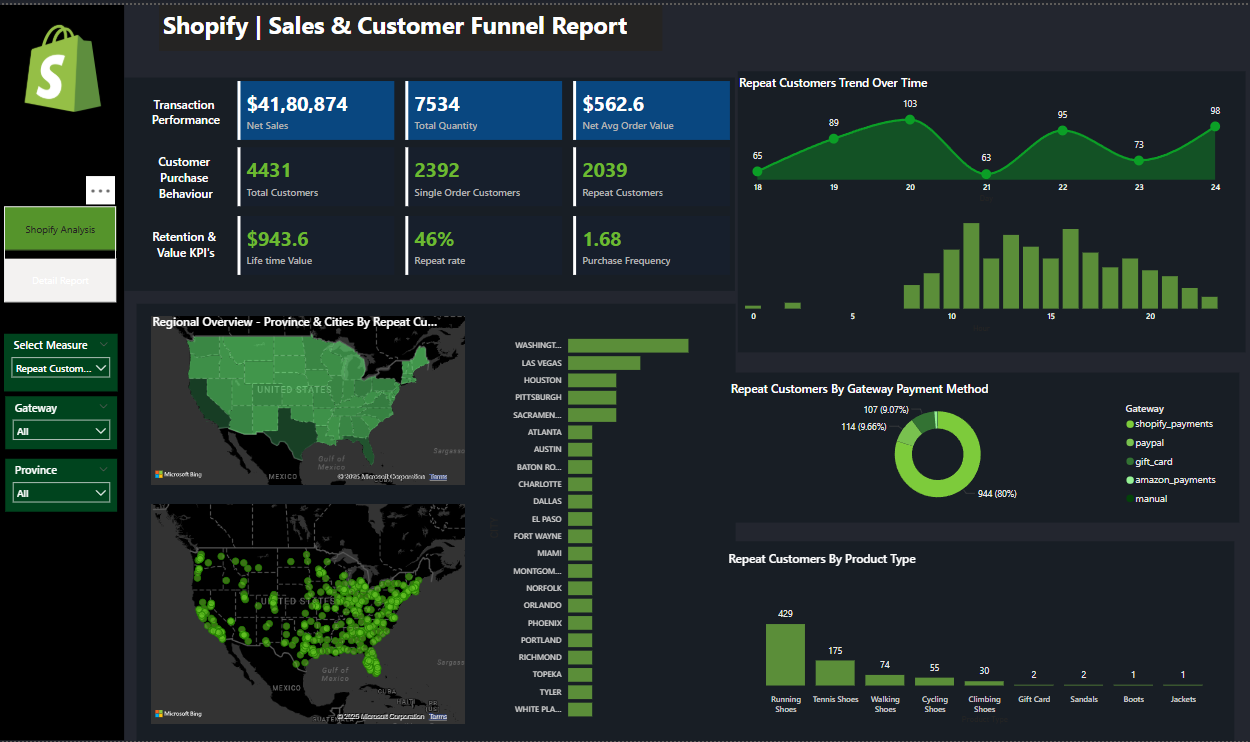 Shopify | Sales & Customer Funnel Report
S
Shopify Analysis
Detail Report
Select Measure
Repeat Custom...
Gateway
All
Province
All
Transaction
Performance
$41,80,874
Net Sales
7534
Total Quantity
$562.6
Net Avg Order Value
Customer
Purchase
Behaviour
4431
Total Customers
2392
Single Order Customers
2039
Repeat Customers
Retention &
Value KPI's
$943.6
Life time Value
46%
Repeat rate
1.68
Purchase Frequency
Repeat Customers Trend Over Time
65
89
103
63
95
73
98
18
19
20
21
22
23
24
0
5
10
15
20
Regional Overview - Province & Cities By Repeat Cu...
UNITED STATES
Gulf of
Mexico
Sargasso
MEXICO
Microsoft Bing
© 2025 Microsoft Corporation Terms
UNITED STATES
Gulf of
Mexico
Sargass
MEXICO
CUBA
HAITI
PR
Microsoft Bing
© 2025 Microsoft Corporation Terms
WASHINGT...
LAS VEGAS
HOUSTON
PITTSBURGH
SACRAMEN...
ATLANTA
AUSTIN
BATON RO...
CHARLOTTE
DALLAS
EL PASO
FORT WAYNE
MIAMI
MONTGOM...
NORFOLK
ORLANDO
PHOENIX
PORTLAND
RICHMOND
TOPEKA
TYLER
WHITE PLA...
Repeat Customers By Gateway Payment Method
107 (9.07%)
114 (9.66%)
944 (80%)
Gateway
shopify_payments
paypal
gift_card
amazon_payments
manual
Repeat Customers By Product Type
429
175
74
55
30
2
2
1
1
Running
Shoes
Tennis Shoes
Walking
Shoes
Cycling
Shoes
Climbing
Shoes
Gift Card
Sandals
Boots
Jackets